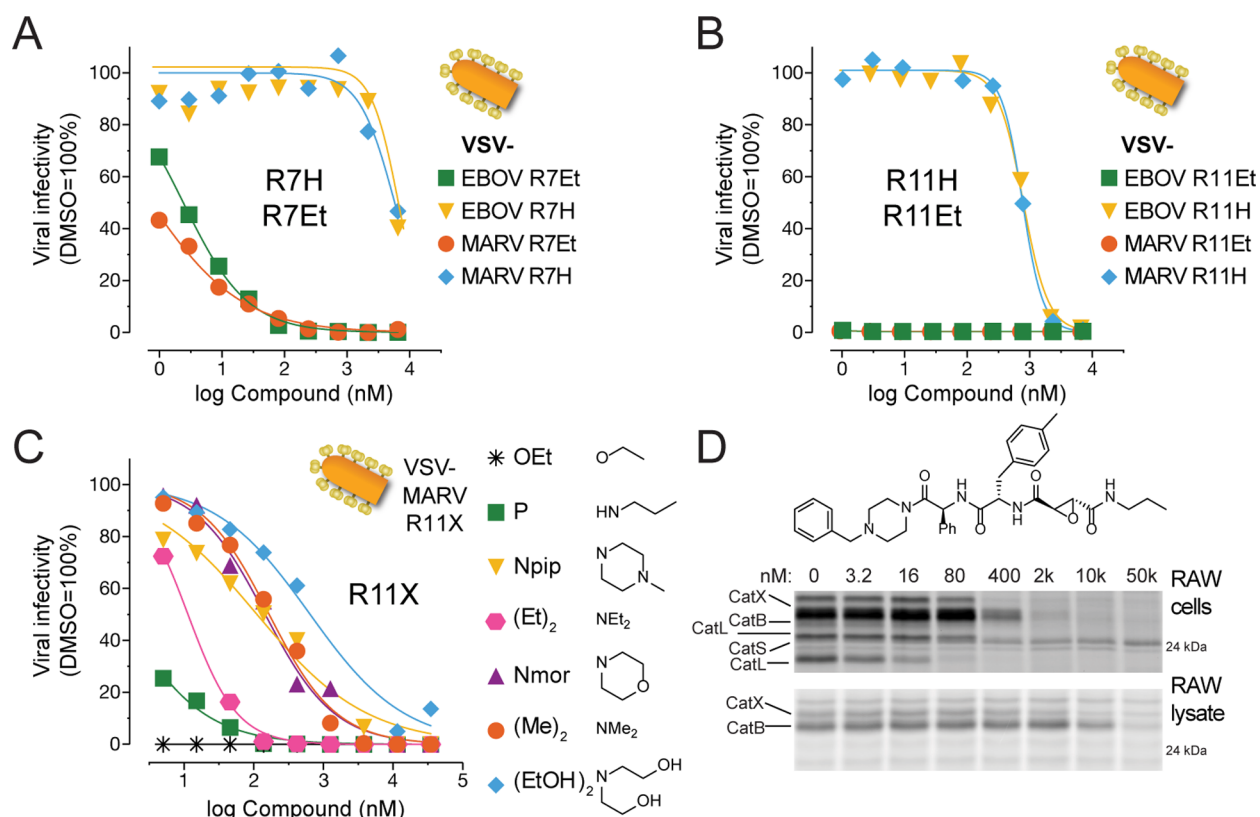 A
Viral infectivity
(DMSO=100%)
100
80
60
40
20
0
0 1 2 3 4
log Compound (nM)
R7H
R7Et
VSV-
EBOV R7Et
EBOV R7H
MARV R7Et
MARV R7H
B
Viral infectivity
(DMSO=100%)
100
80
60
40
20
0
0 1 2 3 4
log Compound (nM)
R11H
R11Et
VSV-
EBOV R11Et
EBOV R11H
MARV R11Et
MARV R11H
C
Viral infectivity
(DMSO=100%)
100
80
60
40
20
0
1 2 3 4 5
log Compound (nM)
R11X
VSV-
MARV
R11X
OEt
O
P
HN
Npip
N
N
(Et)2
NEt2
Nmor
N
O
(Me)2
NMe2
(EtOH)2
OH
N
OH
D
O
H
N
O
O
H
N
N
N
Ph
O
N
H
O
O
nM: 0 3.2 16 80 400 2k 10k 50k
RAW
cells
CatX
CatB
CatL
CatS
CatL
24 kDa
RAW
lysate
CatX
CatB
24 kDa